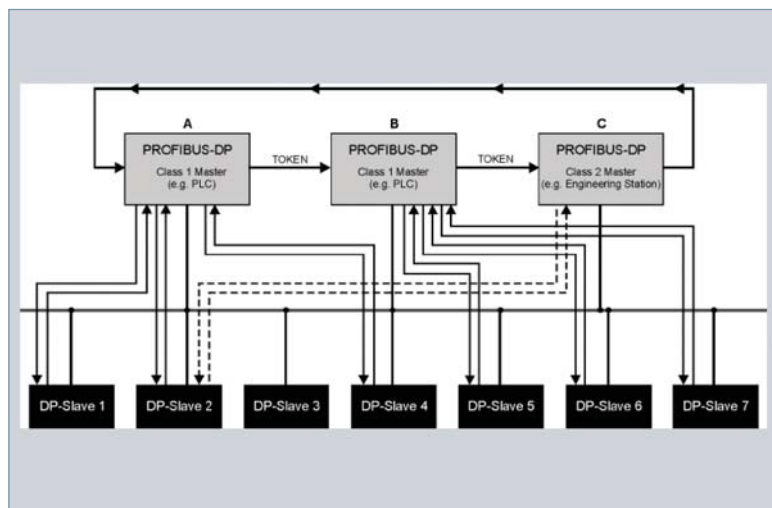 A
B
C
PROFIBUS-DP
Class 1 Master
(e.g. PLC)
TOKEN
PROFIBUS-DP
Class 1 Master
(e.g. PLC)
TOKEN
PROFIBUS-DP
Class 2 Master
(e.g. Engineering Station)
DP-Slave 1
DP-Slave 2
DP-Slave 3
DP-Slave 4
DP-Slave 5
DP-Slave 6
DP-Slave 7